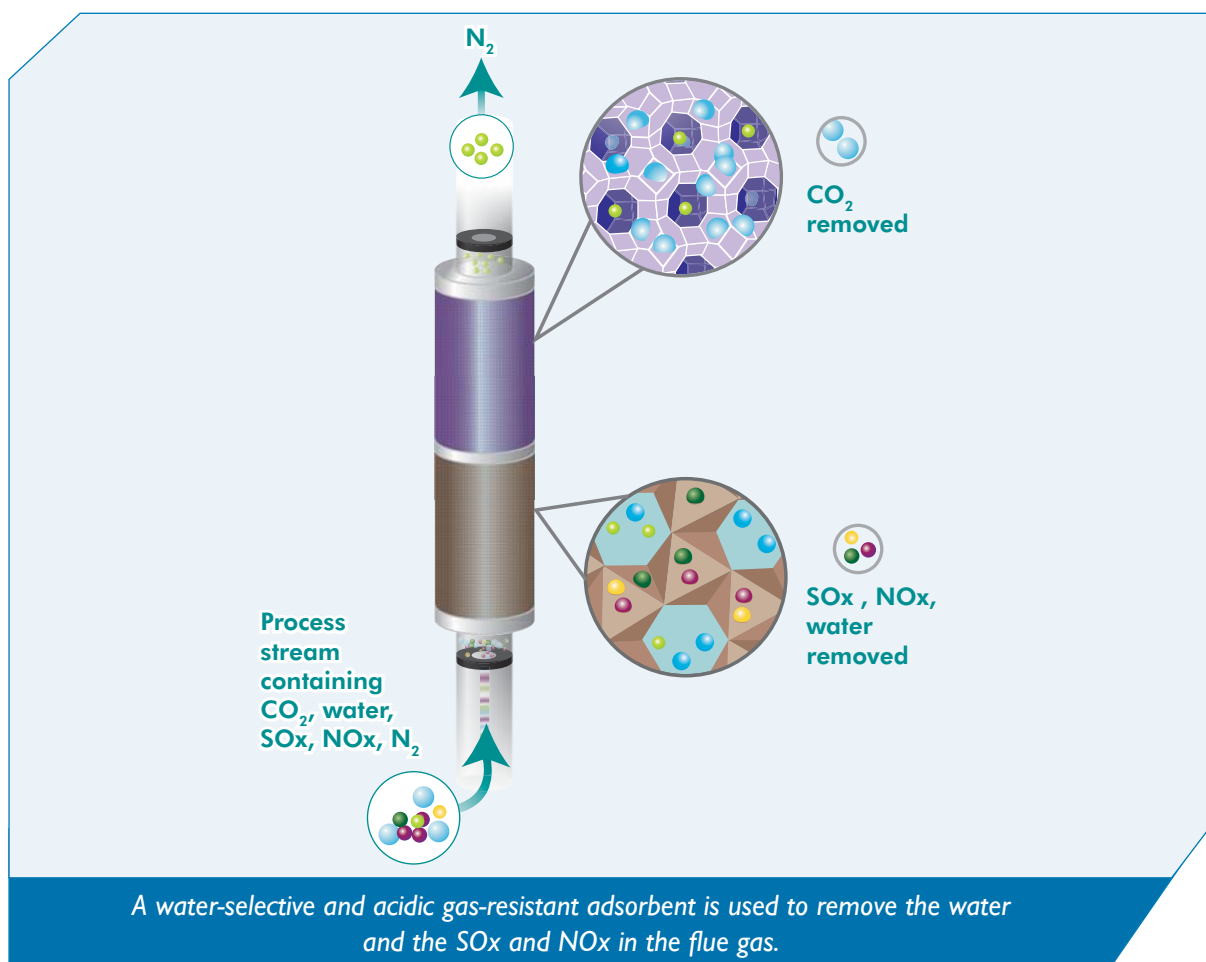 N₂
CO₂
removed
SOx , NOx,
water
removed
Process
stream
containing
CO₂, water,
SOx, NOx, N₂
A water-selective and acidic gas-resistant adsorbent is used to remove the water
and the SOx and NOx in the flue gas.